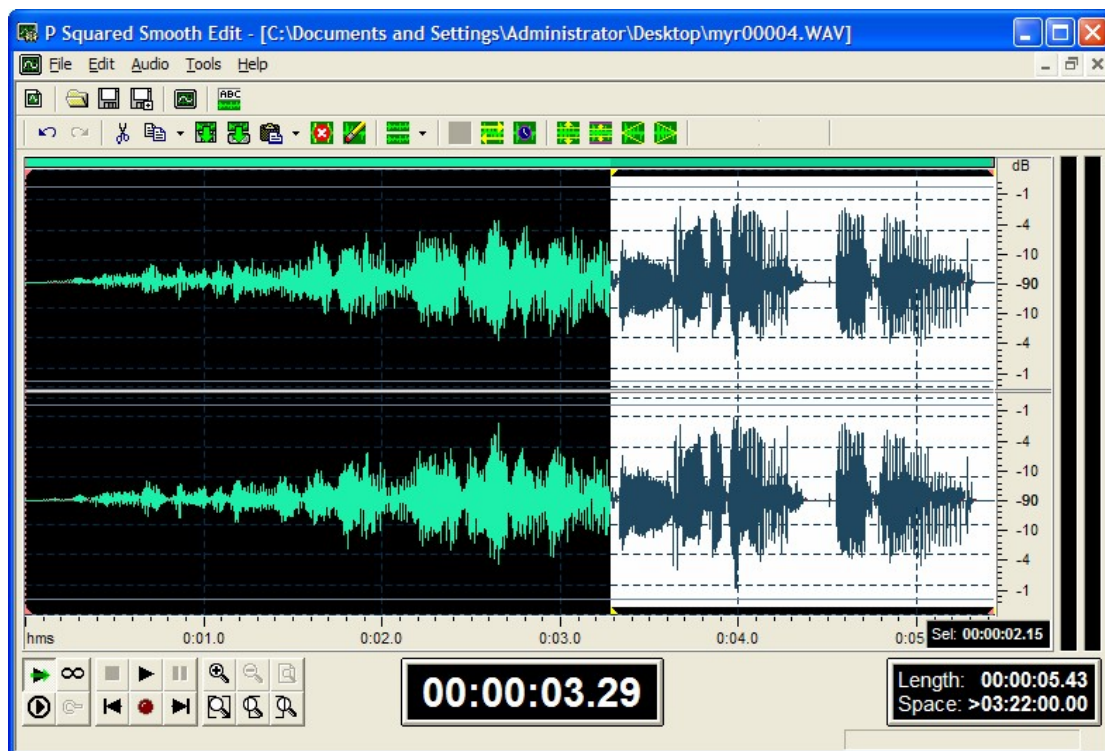 P Squared Smooth Edit - [C:\Documents and Settings\Administrator\Desktop\myr00004.WAV]
File Edit Audio Tools Help
ABC
dB
-1
-4
-10
-90
-10
-4
-1
-1
-4
-10
-90
-10
-4
-1
hms 0:01.0 0:02.0 0:03.0 0:04.0 0:05 Sel: 00:00:02.15
00:00:03.29
Length: 00:00:05.43
Space: >03:22:00.00